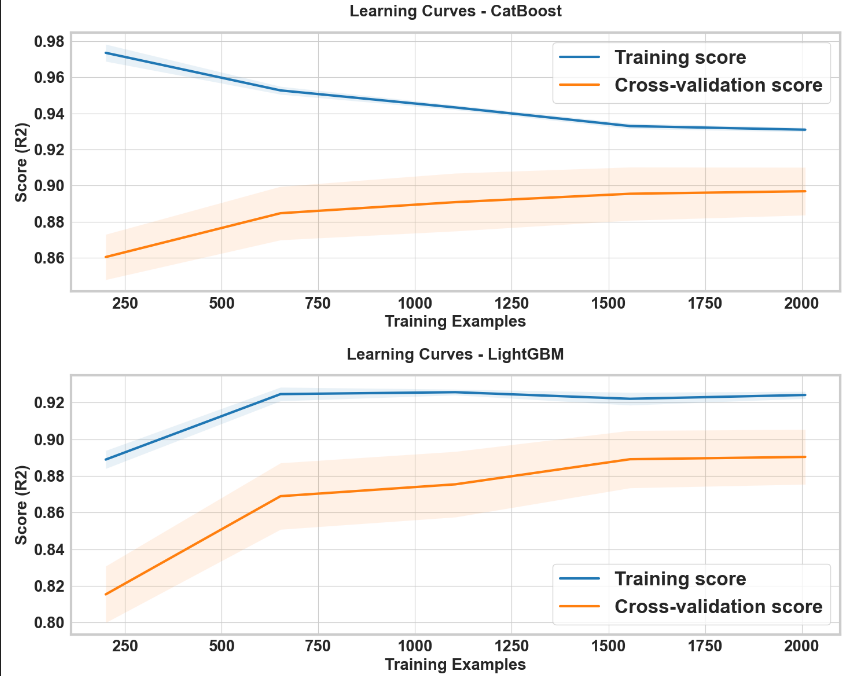 Learning Curves - CatBoost
0.98
0.96
0.94
0.92
0.90
0.88
0.86
Score (R2)
Training score
Cross-validation score
250 500 750 1000 1250 1500 1750 2000
Training Examples
Learning Curves - LightGBM
0.92
0.90
0.88
0.86
0.84
0.82
0.80
Score (R2)
Training score
Cross-validation score
250 500 750 1000 1250 1500 1750 2000
Training Examples